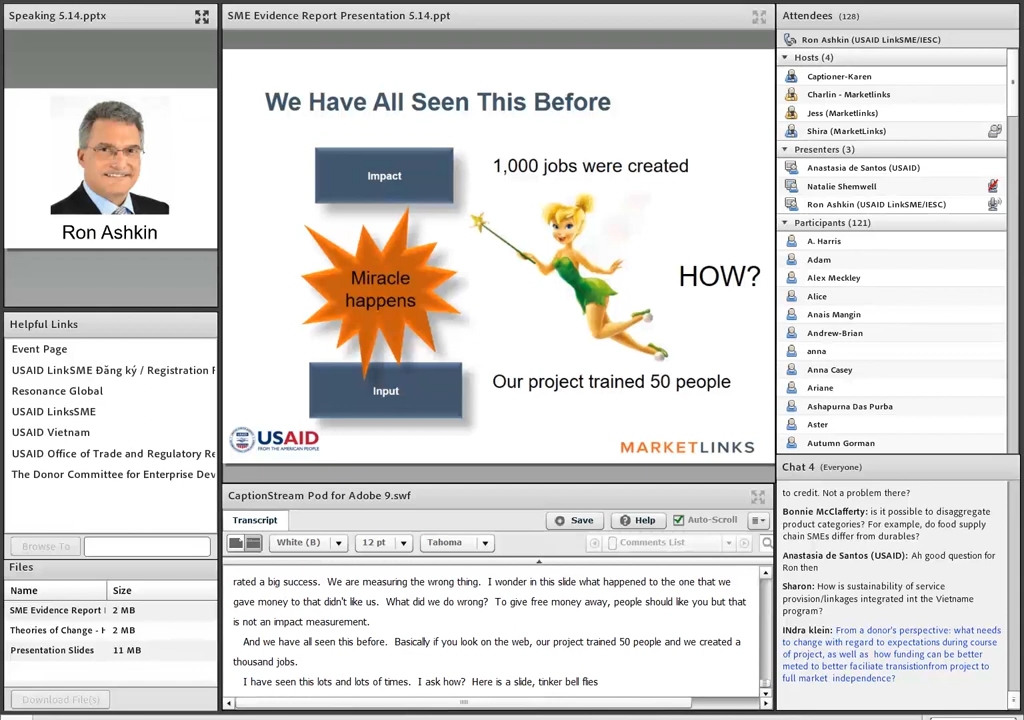 Speaking 5.14.pptx
Ron Ashkin
Helpful Links
Event Page
USAID LinkSME Đăng ký / Registration F
Resonance Global
USAID LinksSME
USAID Vietnam
USAID Office of Trade and Regulatory Re
The Donor Committee for Enterprise Dev
Browse To
Files
Name Size
SME Evidence Report 2 MB
Theories of Change - 2 MB
Presentation Slides 11 MB
Download File(s)
SME Evidence Report Presentation 5.14.ppt
We Have All Seen This Before
Impact
1,000 jobs were created
Miracle
happens
HOW?
Input
Our project trained 50 people
USAID
FROM THE AMERICAN PEOPLE
MARKETLINKS
CaptionStream Pod for Adobe 9.swf
Transcript
Save
Help
Auto-Scroll
White (B)
12 pt
Tahoma
Comments List
rated a big success. We are measuring the wrong thing. I wonder in this slide what happened to the one that we
gave money to that didn't like us. What did we do wrong? To give free money away, people should like you but that
is not an impact measurement.
And we have all seen this before. Basically if you look on the web, our project trained 50 people and we created a
thousand jobs.
I have seen this lots and lots of times. I ask how? Here is a slide, tinker bell flies
Attendees (128)
Ron Ashkin (USAID LinkSME/IESC)
Hosts (4)
Captioner-Karen
Charlin - Marketlinks
Jess (Marketlinks)
Shira (MarketLinks)
Presenters (3)
Anastasia de Santos (USAID)
Natalie Shemwell
Ron Ashkin (USAID LinkSME/IESC)
Participants (121)
A. Harris
Adam
Alex Meckley
Alice
Anais Mangin
Andrew-Brian
anna
Anna Casey
Ariane
Ashapurna Das Purba
Aster
Autumn Gorman
Chat 4 (Everyone)
to credit. Not a problem there?
Bonnie McClafferty: is it possible to disaggregate
product categories? For example, do food supply
chain SMEs differ from durables?
Anastasia de Santos (USAID): Ah good question for
Ron then
Sharon: How is sustainability of service
provision/linkages integrated int the Vietname
program?
INdra klein: From a donor's perspective: what needs
to change with regard to expectations during course
of project, as well as how funding can be better
meted to better faciliate transistionfrom project to
full market independence?